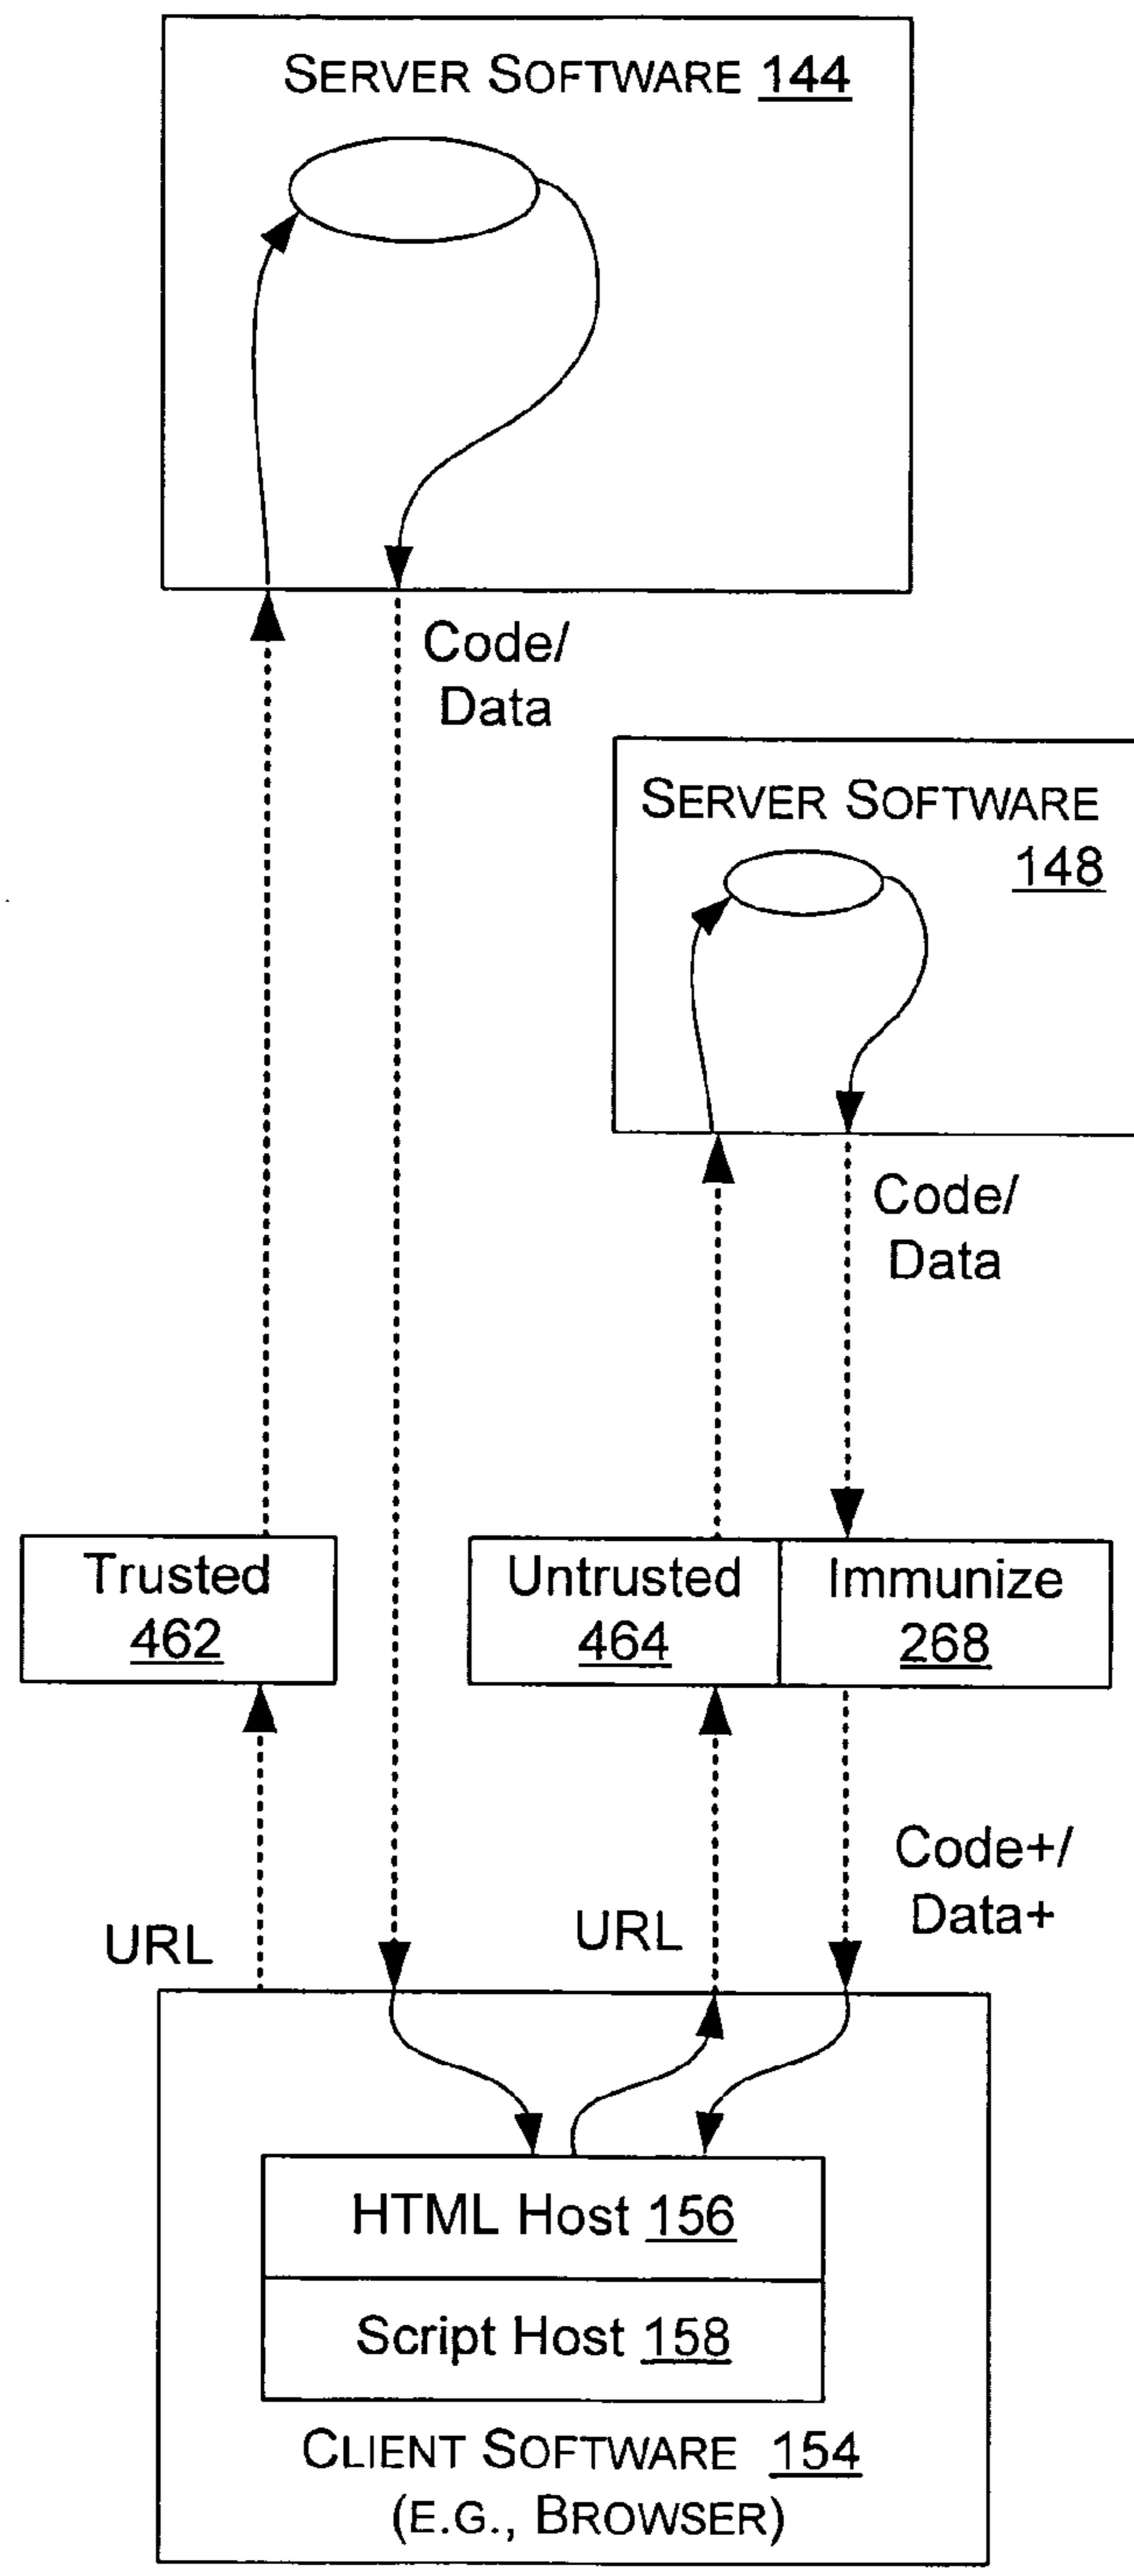 SERVER SOFTWARE 144
Code/
Data
SERVER SOFTWARE
148
Code/
Data
Trusted
462
Untrusted
464
Immunize
268
Code+/
Data+
URL
URL
HTML Host 156
Script Host 158
CLIENT SOFTWARE 154
(E.G., BROWSER)